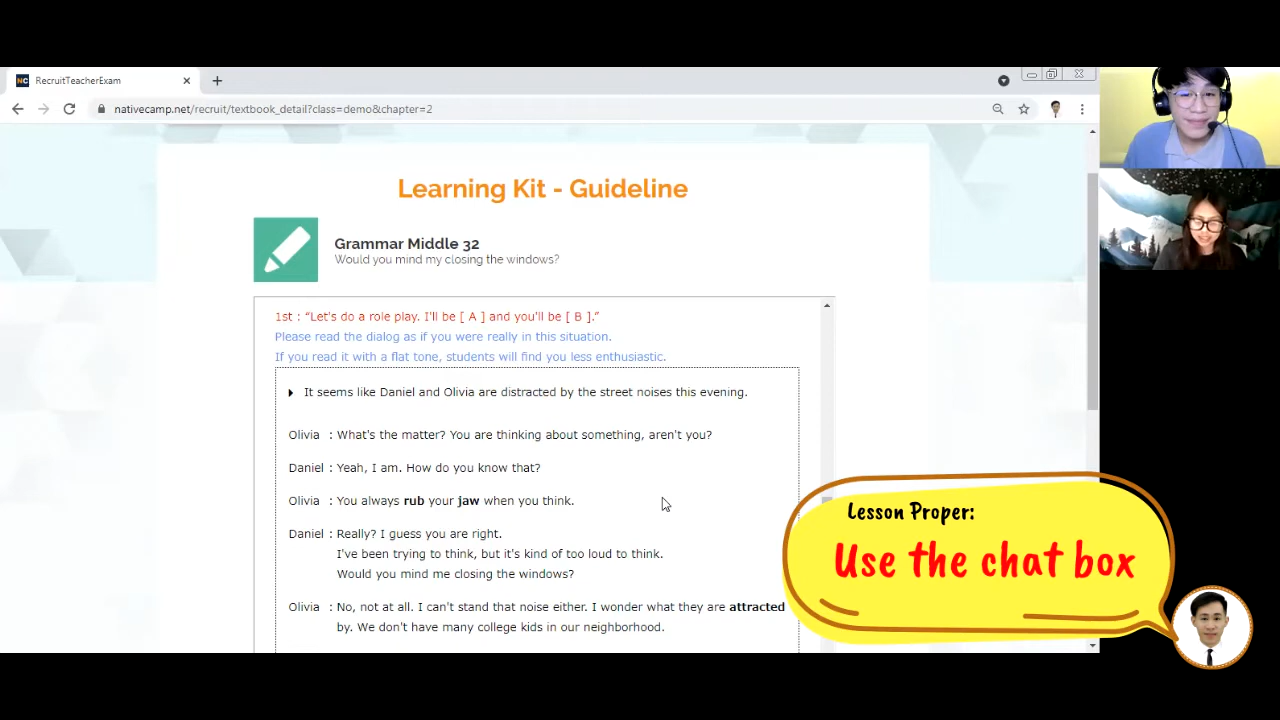 NC RecruitTeacherExam
nativecamp.net/recruit/textbook_detail?class=demo&chapter=2
Learning Kit - Guideline
Grammar Middle 32
Would you mind my closing the windows?
1st : “Let's do a role play. I'll be [ A ] and you'll be [ B ].”
Please read the dialog as if you were really in this situation.
If you read it with a flat tone, students will find you less enthusiastic.
It seems like Daniel and Olivia are distracted by the street noises this evening.
Olivia : What's the matter? You are thinking about something, aren't you?
Daniel : Yeah, I am. How do you know that?
Olivia : You always rub your jaw when you think.
Daniel : Really? I guess you are right.
I've been trying to think, but it's kind of too loud to think.
Would you mind me closing the windows?
Olivia : No, not at all. I can't stand that noise either. I wonder what they are attracted
by. We don't have many college kids in our neighborhood.
Lesson Proper:
Use the chat box